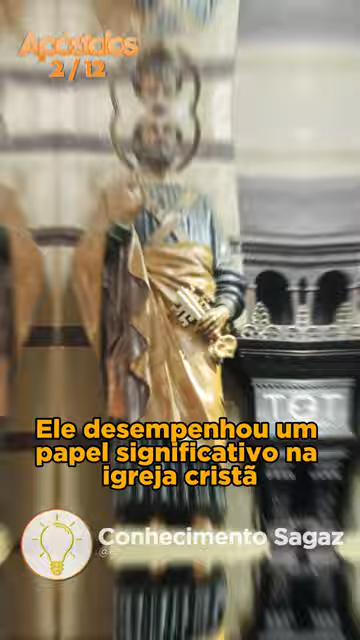 Apóstolos
2 / 12
Ele desempenhou um
papel significativo na
igreja cristã
Conhecimento Sagaz